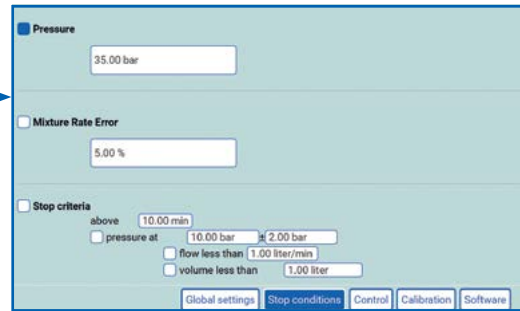 Pressure
35.00 bar
Mixture Rate Error
5.00 %
Stop criteria
above 10.00 min
pressure at 10.00 bar ± 2.00 bar
flow less than 1.00 liter/min
volume less than 1.00 liter
Global settings Stop conditions Control Calibration Software